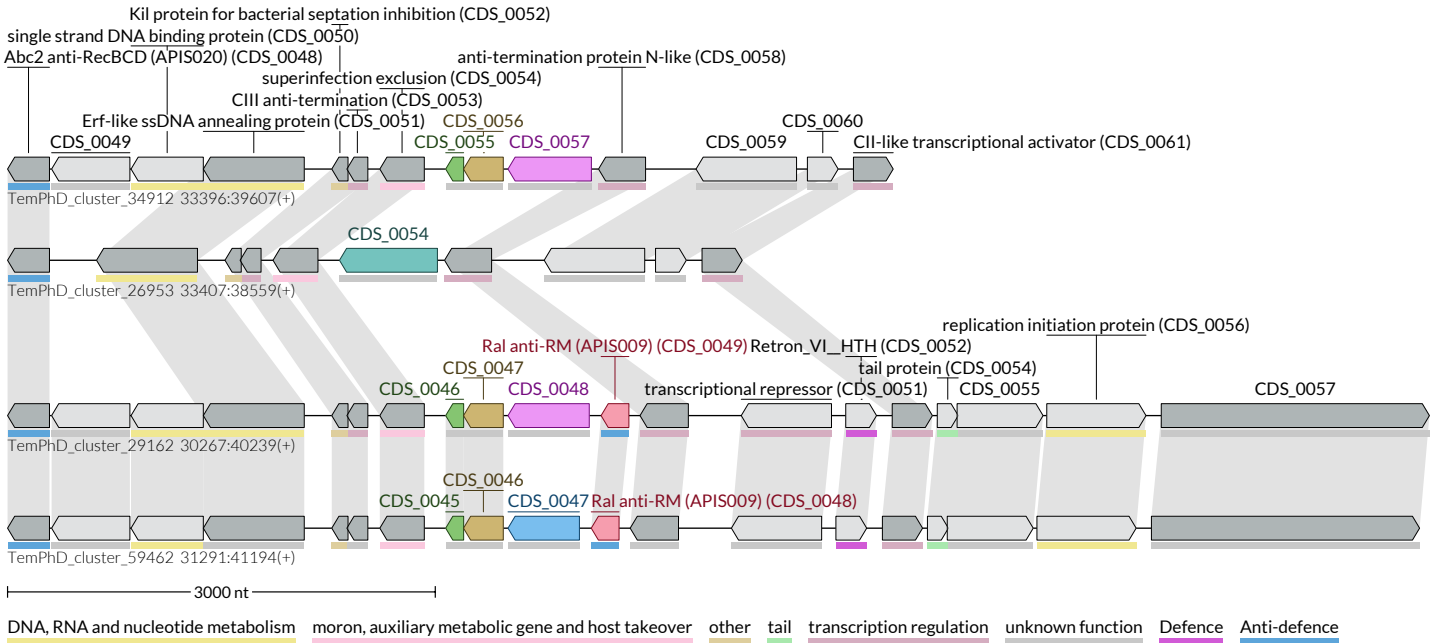 Kil protein for bacterial septation inhibition (CDS_0052)
single strand DNA binding protein (CDS_0050)
Abc2 anti-RecBCD (APIS020) (CDS_0048) anti-termination protein N-like (CDS_0058)
superinfection exclusion (CDS_0054)
CIII anti-termination (CDS_0053)
Erf-like ssDNA annealing protein (CDS_0051) CDS_0056 CDS_0060
CDS_0049 CDS_0055 CDS_0057 CDS_0059 CII-like transcriptional activator (CDS_0061)
TemPhD_cluster_34912 33396:39607(+)
CDS_0054
TemPhD_cluster_26953 33407:38559(+)
replication initiation protein (CDS_0056)
Ral anti-RM (APIS009) (CDS_0049) Retron_VI__HTH (CDS_0052)
CDS_0047 tail protein (CDS_0054)
CDS_0046 CDS_0048 transcriptional repressor (CDS_0051) CDS_0055 CDS_0057
TemPhD_cluster_29162 30267:40239(+)
CDS_0046
CDS_0045 CDS_0047 Ral anti-RM (APIS009) (CDS_0048)
TemPhD_cluster_59462 31291:41194(+)
3000 nt
DNA, RNA and nucleotide metabolism moron, auxiliary metabolic gene and host takeover other tail transcription regulation unknown function Defence Anti-defence